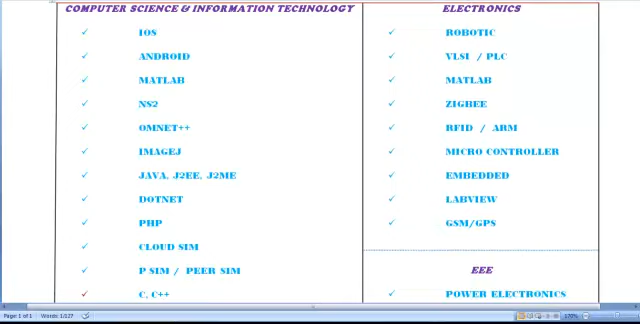 COMPUTER SCIENCE & INFORMATION TECHNOLOGY
IOS
ANDROID
MATLAB
NS2
OMNET++
IMAGEJ
JAVA, J2EE, J2ME
DOTNET
PHP
CLOUD SIM
P SIM / PEER SIM
C, C++
ELECTRONICS
ROBOTIC
VLSI / PLC
MATLAB
ZIGBEE
RFID / ARM
MICRO CONTROLLER
EMBEDDED
LABVIEW
GSM/GPS
EEE
POWER ELECTRONICS
Page: 1 of 1 Words: 1/127 170%